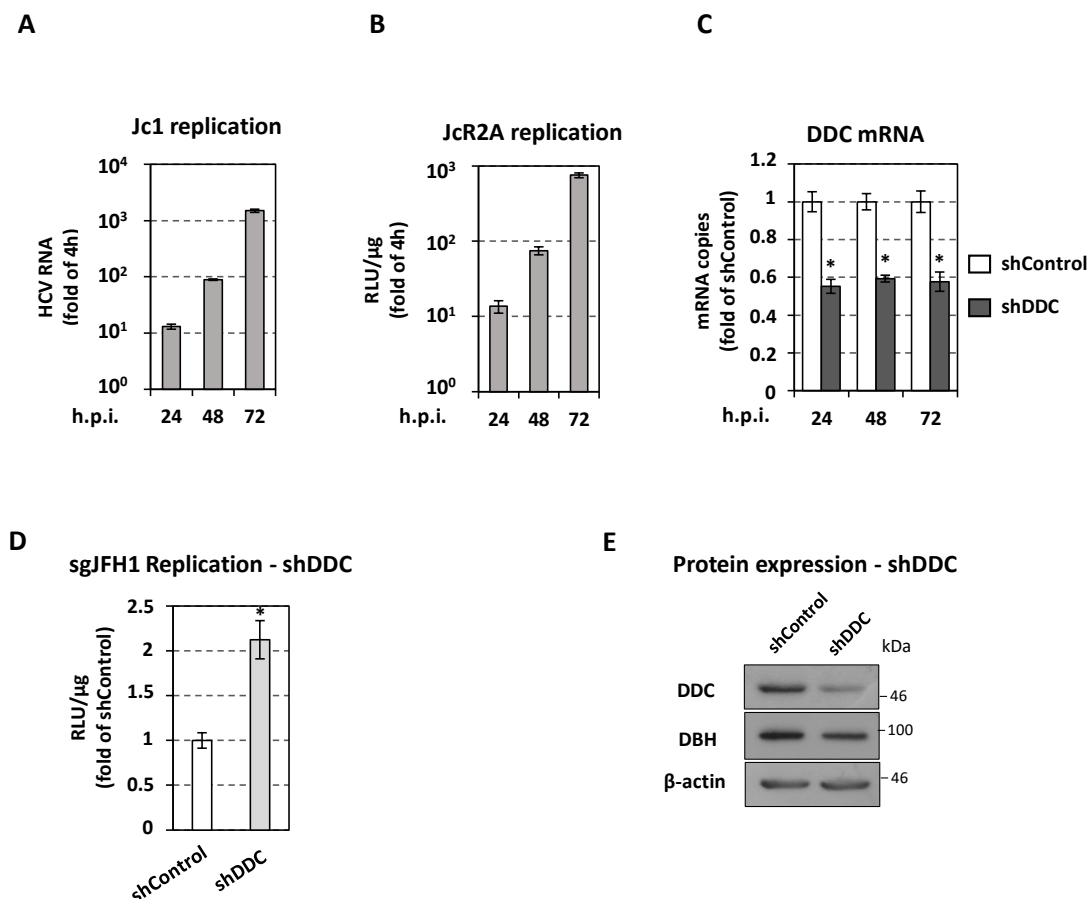 A
B
C
Jc1 replication
HCV RNA
(fold of 4h)
10⁴
10³
10²
10¹
10⁰
h.p.i.
24 48 72
JcR2A replication
RLU/μg
(fold of 4h)
10³
10²
10¹
10⁰
h.p.i.
24 48 72
DDC mRNA
mRNA copies
(fold of shControl)
1.2
1
0.8
0.6
0.4
0.2
0
* * *
h.p.i.
24 48 72
shControl
shDDC
D
sgJFH1 Replication - shDDC
RLU/μg
(fold of shControl)
2.5
2
1.5
1
0.5
0
*
shControl
shDDC
E
Protein expression - shDDC
shControl
shDDC
kDa
DDC
46
DBH
100
β-actin
46